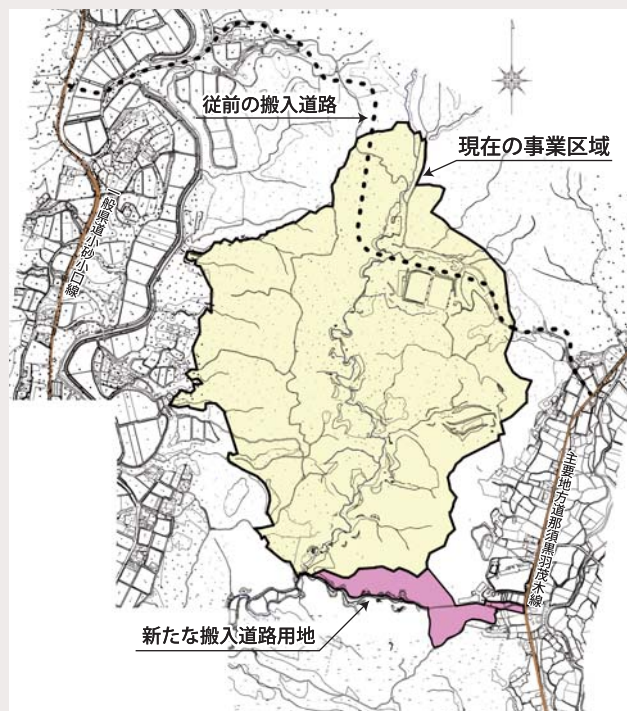 従前の搬入道路
現在の事業区域
一般県道小砂小口線
主要地方道那須黒羽茂木線
新たな搬入道路用地